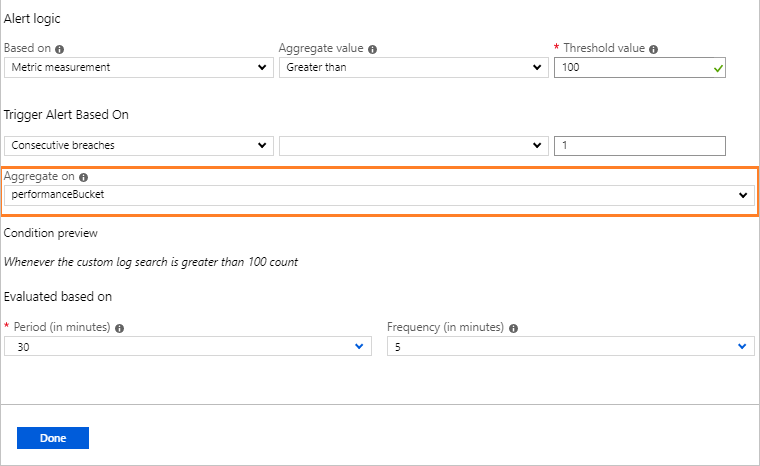 Alert logic
Based on Aggregate value * Threshold value
Metric measurement Greater than 100
Trigger Alert Based On
Consecutive breaches 1
Aggregate on
performanceBucket
Condition preview
Whenever the custom log search is greater than 100 count
Evaluated based on
* Period (in minutes) Frequency (in minutes)
30 5
Done